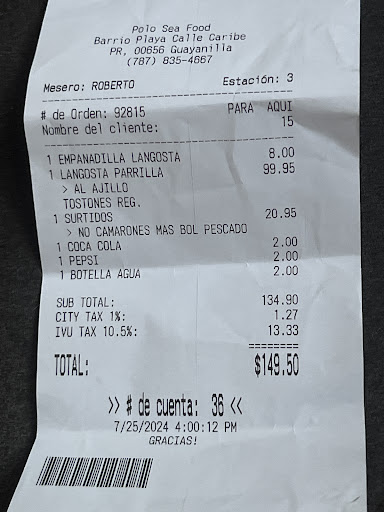 Polo Sea Food
Barrio Playa Calle Caribe
PR, 00656 Guayanilla
(787) 835-4667
Mesero: ROBERTO Estación: 3
# de Orden: 92815 PARA AQUI
Nombre del cliente: 15
1 EMPANADILLA LANGOSTA 8.00
1 LANGOSTA PARRILLA 99.95
> AL AJILLO
TOSTONES REG.
1 SURTIDOS 20.95
> NO CAMARONES MAS BOL PESCADO
1 COCA COLA 2.00
1 PEPSI 2.00
1 BOTELLA AGUA 2.00
SUB TOTAL: 134.90
CITY TAX 1%: 1.27
IVU TAX 10.5%: 13.33
========
TOTAL: $149.50
>> # de cuenta: 36 <<
7/25/2024 4:00:12 PM
GRACIAS!